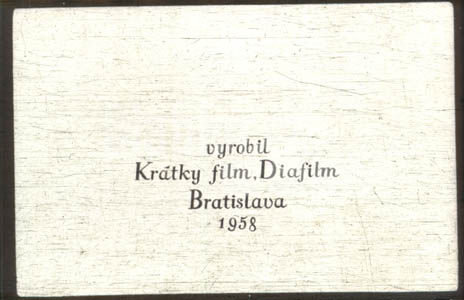 vyrobil
Krátky film, Diafilm
Bratislava
1958